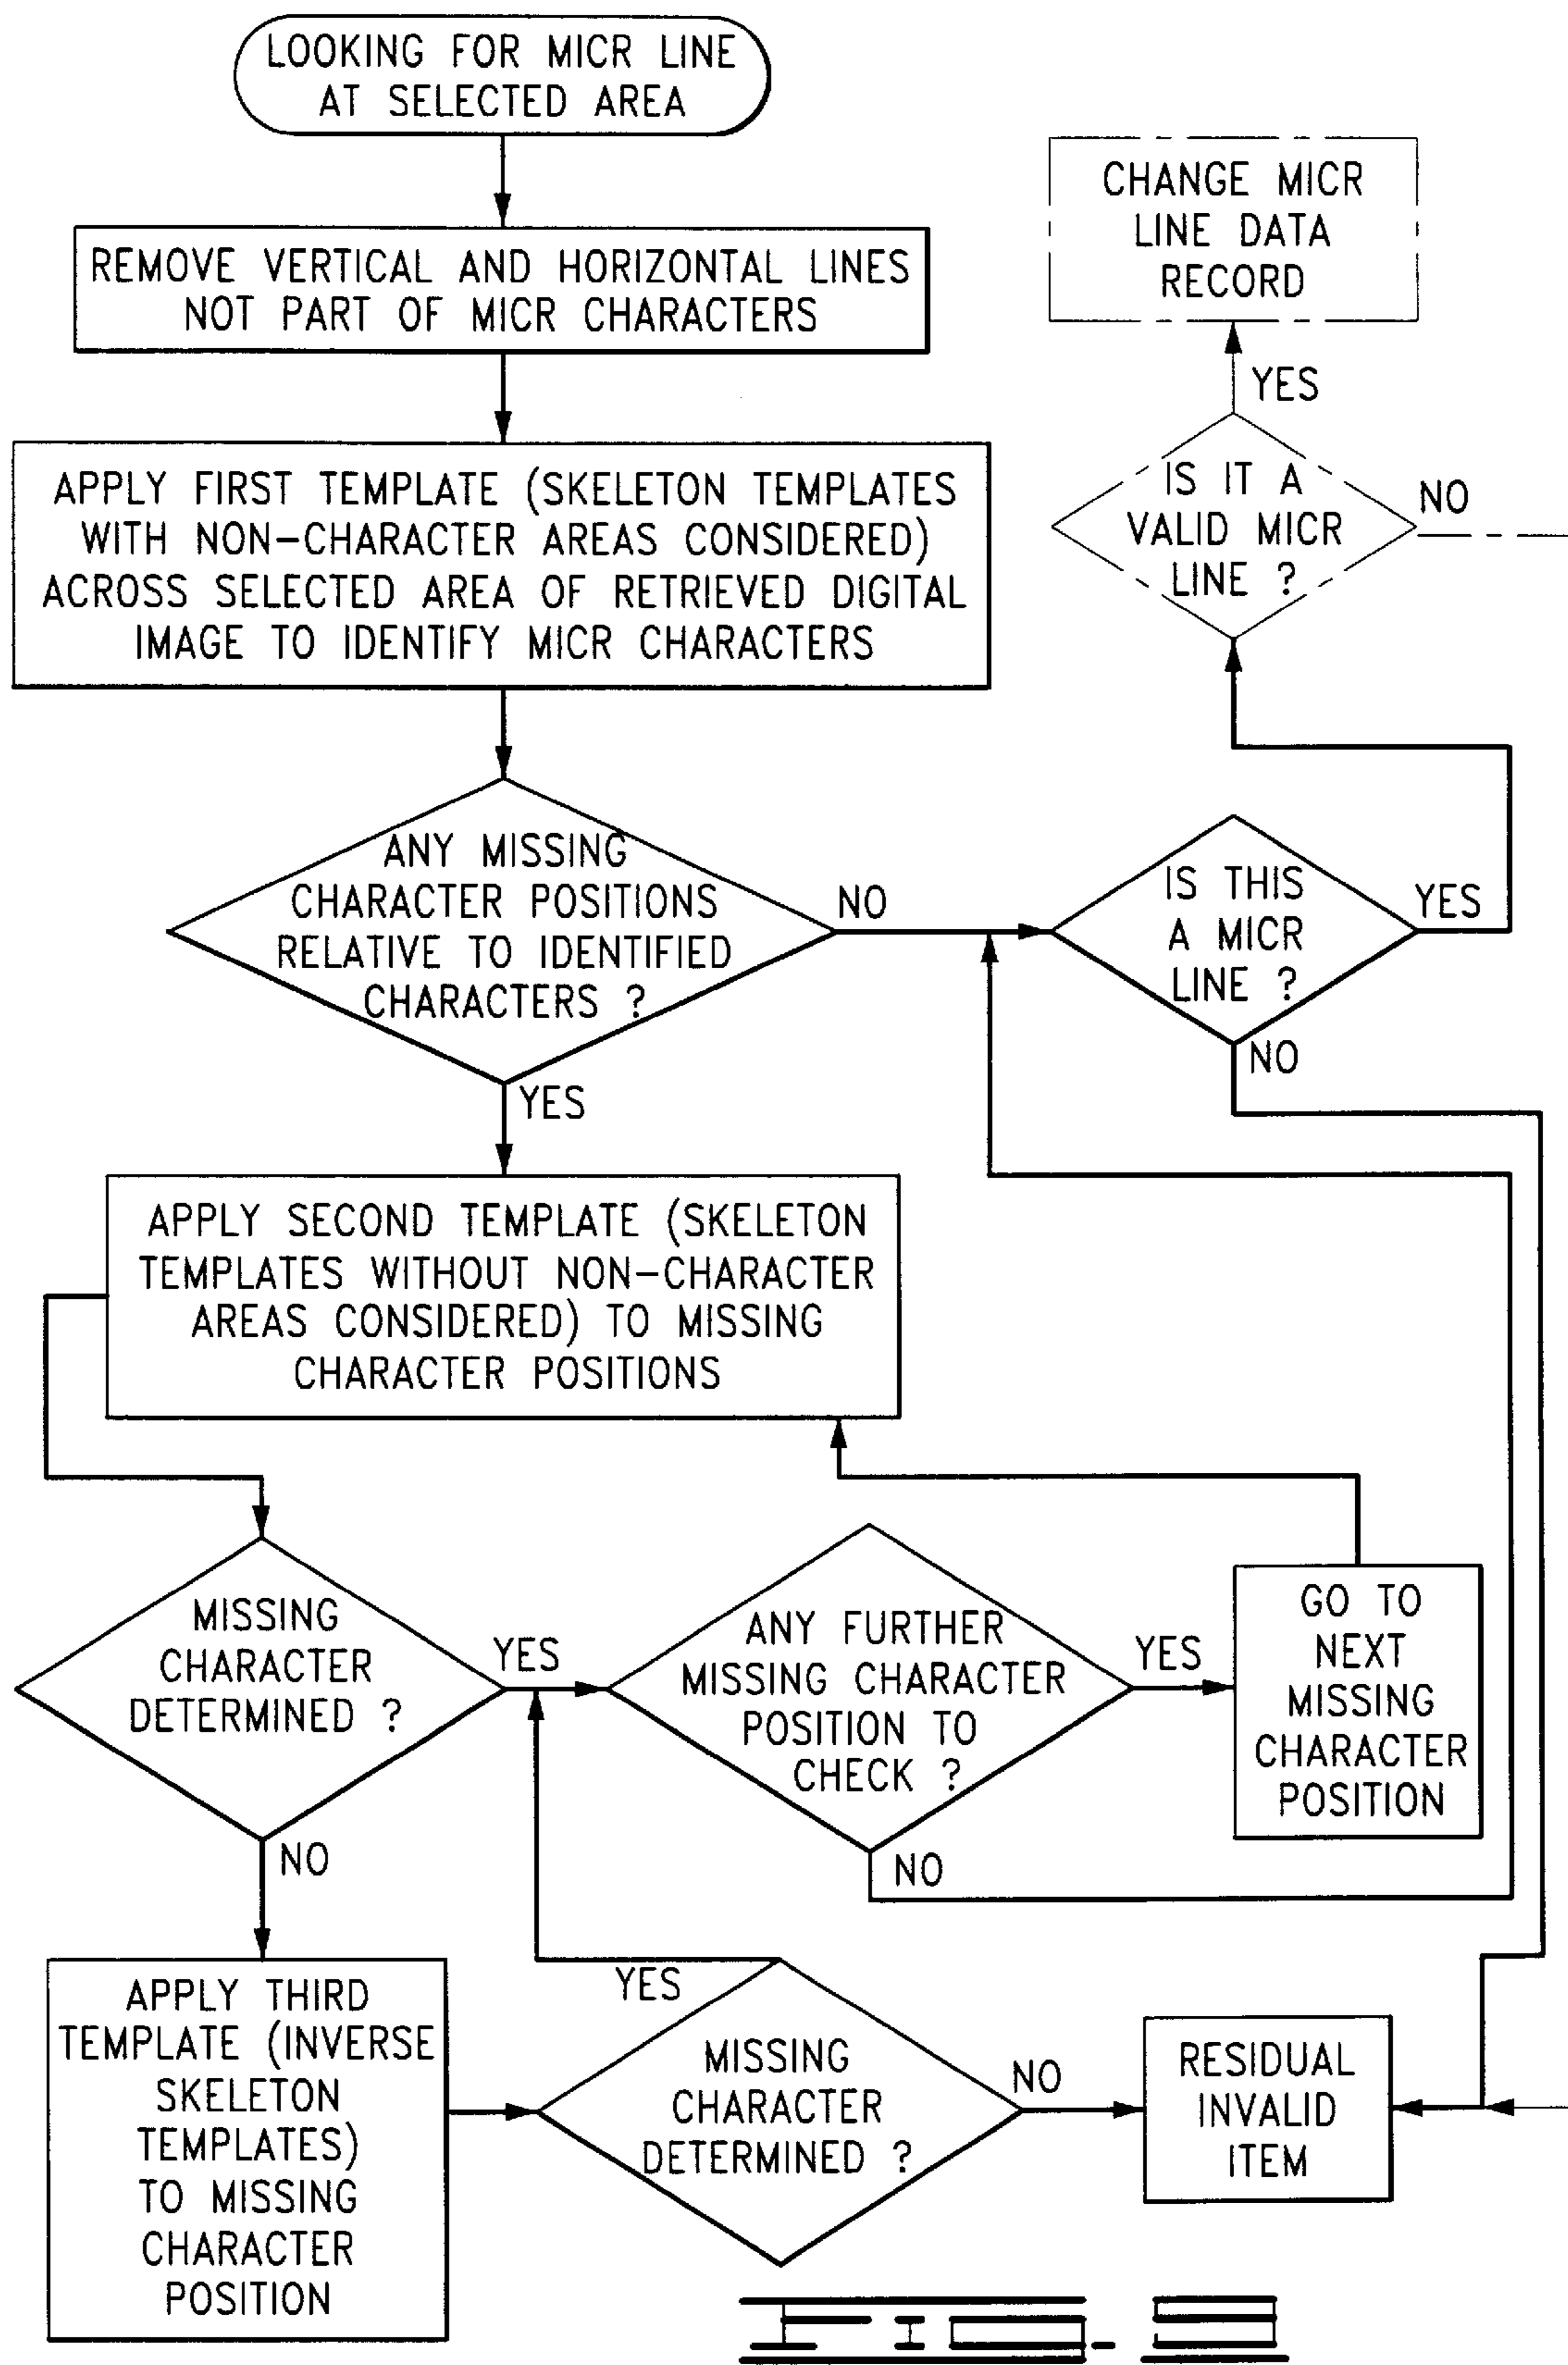 LOOKING FOR MICR LINE
AT SELECTED AREA
REMOVE VERTICAL AND HORIZONTAL LINES
NOT PART OF MICR CHARACTERS
APPLY FIRST TEMPLATE (SKELETON TEMPLATES
WITH NON-CHARACTER AREAS CONSIDERED)
ACROSS SELECTED AREA OF RETRIEVED DIGITAL
IMAGE TO IDENTIFY MICR CHARACTERS
CHANGE MICR
LINE DATA
RECORD
YES
IS IT A
VALID MICR
LINE ?
NO
ANY MISSING
CHARACTER POSITIONS
RELATIVE TO IDENTIFIED
CHARACTERS ?
NO
YES
IS THIS
A MICR
LINE ?
YES
NO
APPLY SECOND TEMPLATE (SKELETON
TEMPLATES WITHOUT NON-CHARACTER
AREAS CONSIDERED) TO MISSING
CHARACTER POSITIONS
MISSING
CHARACTER
DETERMINED ?
YES
NO
ANY FURTHER
MISSING CHARACTER
POSITION TO
CHECK ?
YES
NO
GO TO
NEXT
MISSING
CHARACTER
POSITION
APPLY THIRD
TEMPLATE (INVERSE
SKELETON
TEMPLATES)
TO MISSING
CHARACTER
POSITION
YES
MISSING
CHARACTER
DETERMINED ?
NO
RESIDUAL
INVALID
ITEM